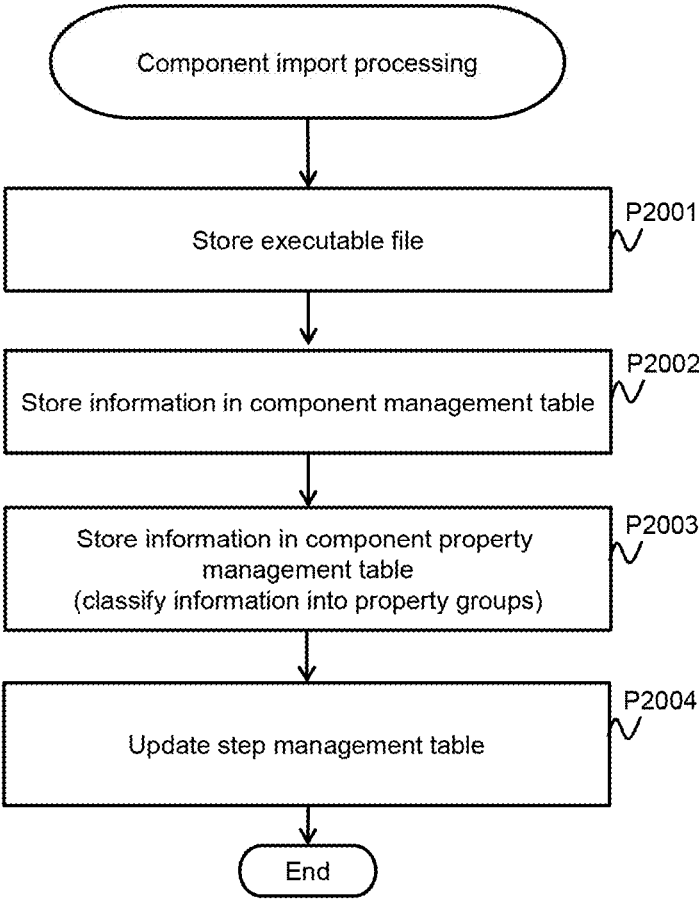 Component import processing
P2001
Store executable file
P2002
Store information in component management table
P2003
Store information in component property
management table
(classify information into property groups)
P2004
Update step management table
End